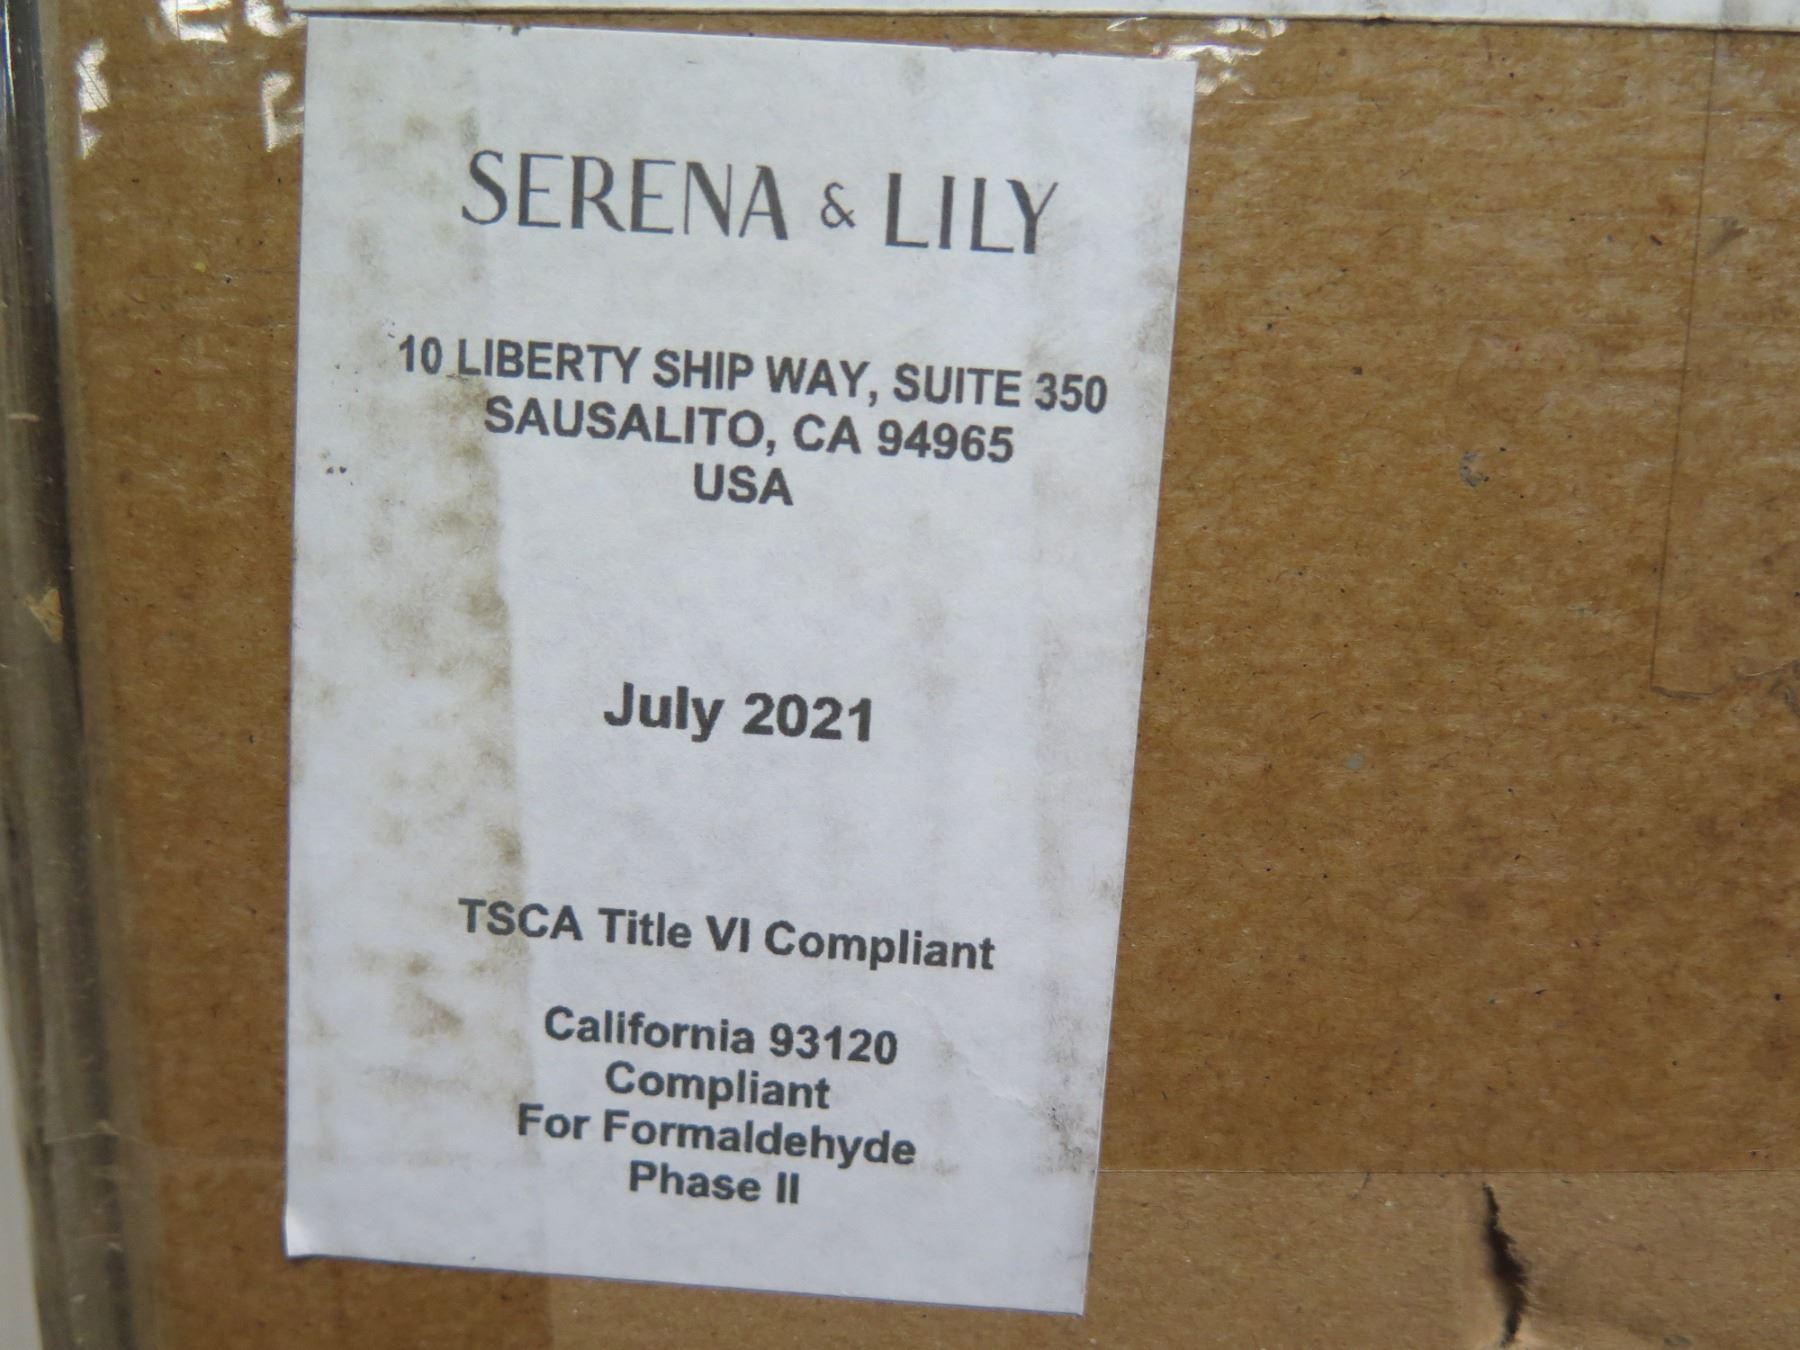 SERENA & LILY
10 LIBERTY SHIP WAY, SUITE 350
SAUSALITO, CA 94965
USA
July 2021
TSCA Title VI Compliant
California 93120
Compliant
For Formaldehyde
Phase II